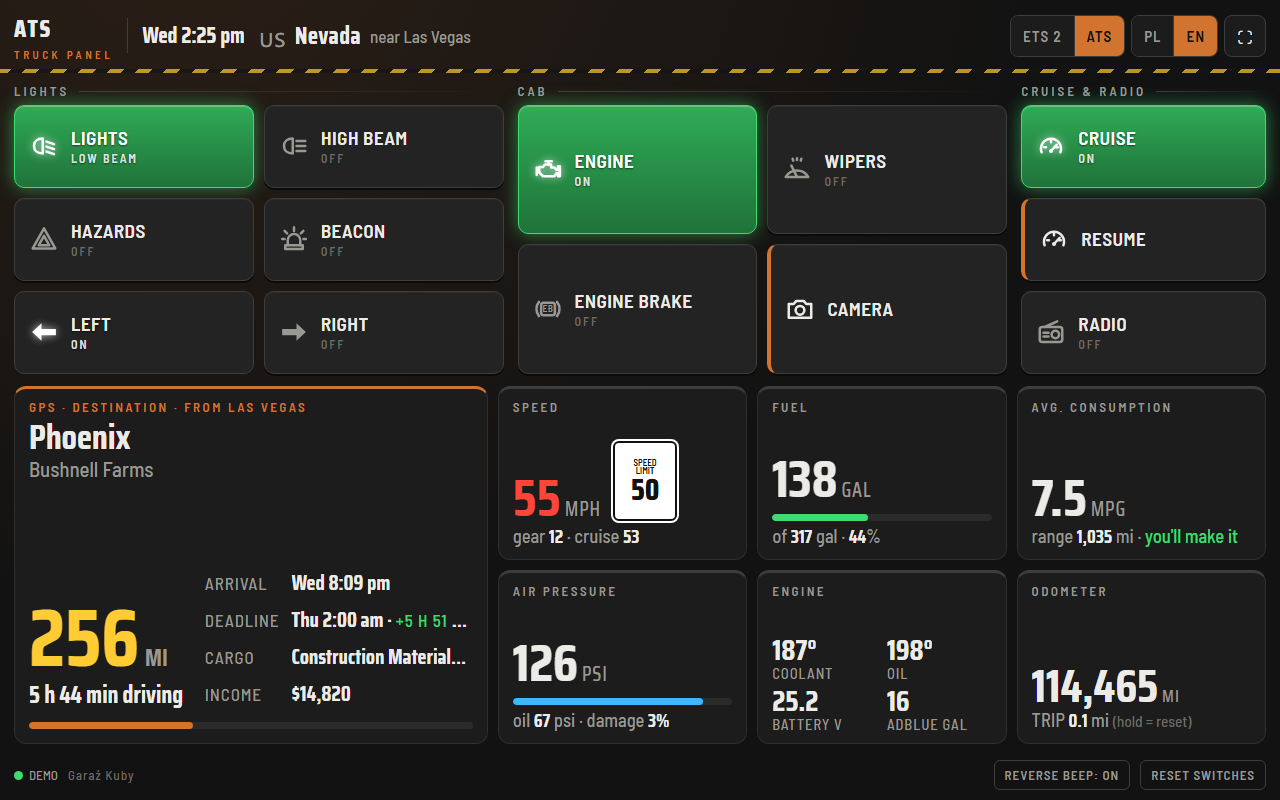 ATS
TRUCK PANEL
Wed 2:25 pm US Nevada near Las Vegas
ETS 2 ATS PL EN
LIGHTS
LIGHTS
LOW BEAM
HIGH BEAM
OFF
HAZARDS
OFF
BEACON
OFF
LEFT
ON
RIGHT
OFF
CAB
ENGINE
ON
WIPERS
OFF
ENGINE BRAKE
OFF
EB
CAMERA
CRUISE & RADIO
CRUISE
ON
RESUME
RADIO
OFF
GPS · DESTINATION · FROM LAS VEGAS
Phoenix
Bushnell Farms
256 MI
5 h 44 min driving
ARRIVAL Wed 8:09 pm
DEADLINE Thu 2:00 am · +5 H 51 ...
CARGO Construction Material...
INCOME $14,820
SPEED
55 MPH
SPEED
LIMIT
50
gear 12 · cruise 53
FUEL
138 GAL
of 317 gal · 44%
AVG. CONSUMPTION
7.5 MPG
range 1,035 mi · you'll make it
AIR PRESSURE
126 PSI
oil 67 psi · damage 3%
ENGINE
187°
COOLANT
198°
OIL
25.2
BATTERY V
16
ADBLUE GAL
ODOMETER
114,465 MI
TRIP 0.1 mi (hold = reset)
DEMO Garaż Kuby
REVERSE BEEP: ON
RESET SWITCHES